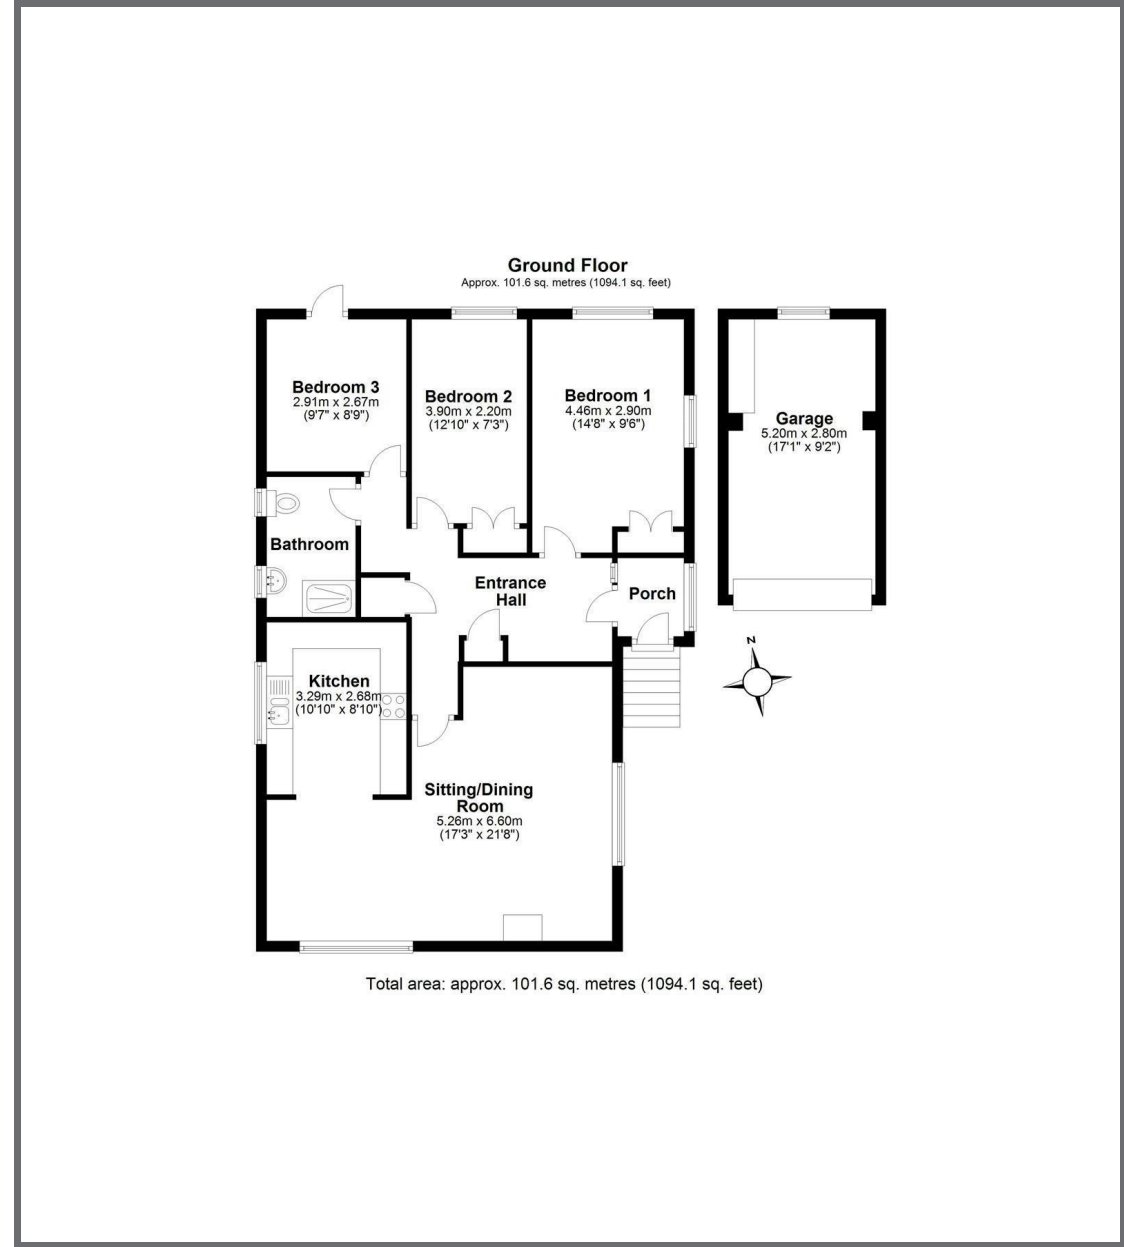 Ground Floor
Approx. 101.6 sq. metres (1094.1 sq. feet)
Bedroom 3
2.91m x 2.67m
(9'7" x 8'9")
Bedroom 2
3.90m x 2.20m
(12'10" x 7'3")
Bedroom 1
4.46m x 2.90m
(14'8" x 9'6")
Garage
5.20m x 2.80m
(17'1" x 9'2")
Bathroom
Entrance
Hall
Porch
N
Kitchen
3.29m x 2.68m
(10'10" x 8'10")
Sitting/Dining
Room
5.26m x 6.60m
(17'3" x 21'8")
Total area: approx. 101.6 sq. metres (1094.1 sq. feet)